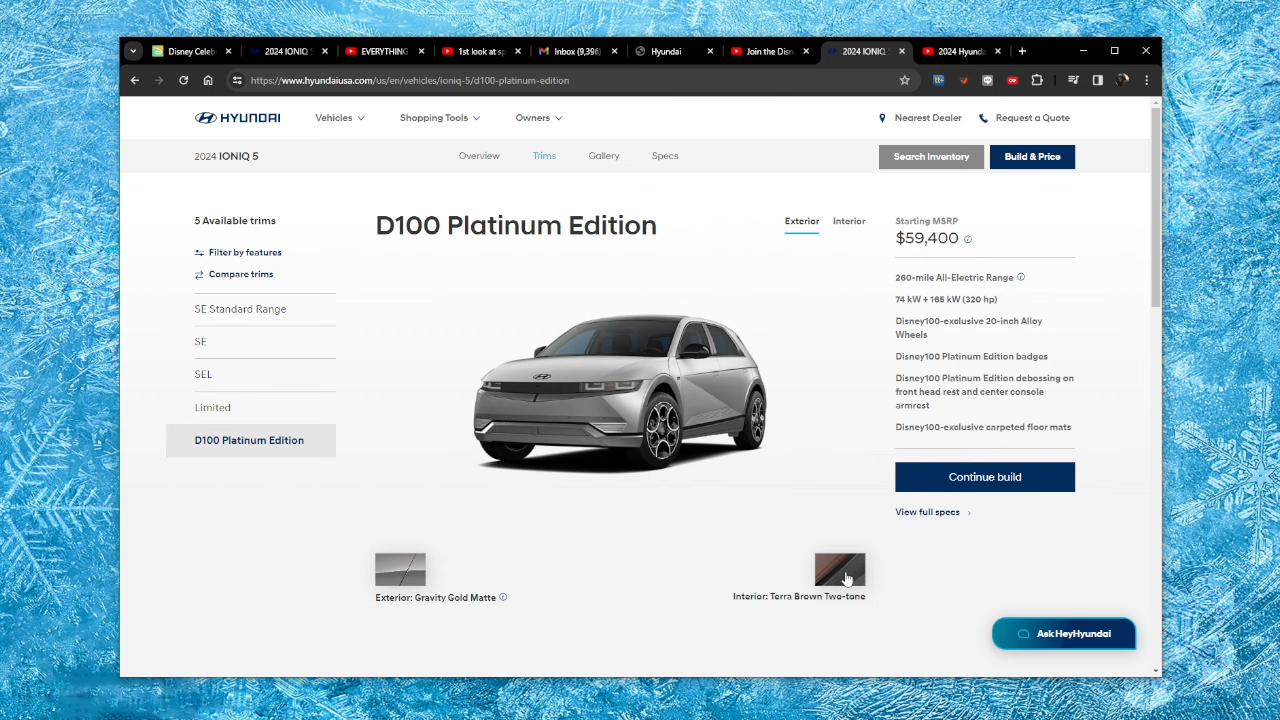 Disney Celeb
2024 IONIQ 5
EVERYTHING
1st look at sp
Inbox (9,396)
Hyundai
Join the Disn
2024 IONIQ
2024 Hyunda
https://www.hyundaiusa.com/us/en/vehicles/ioniq-5/d100-platinum-edition
HYUNDAI
Vehicles
Shopping Tools
Owners
Nearest Dealer
Request a Quote
2024 IONIQ 5
Overview
Trims
Gallery
Specs
Search Inventory
Build & Price
5 Available trims
Filter by features
Compare trims
SE Standard Range
SE
SEL
Limited
D100 Platinum Edition
D100 Platinum Edition
Exterior
Interior
Starting MSRP
$59,400
260-mile All-Electric Range
74 kW + 165 kW (320 hp)
Disney100-exclusive 20-inch Alloy
Wheels
Disney100 Platinum Edition badges
Disney100 Platinum Edition debossing on
front head rest and center console
armrest
Disney100-exclusive carpeted floor mats
Continue build
View full specs
Exterior: Gravity Gold Matte
Interior: Terra Brown Two-tone
Ask HeyHyundai